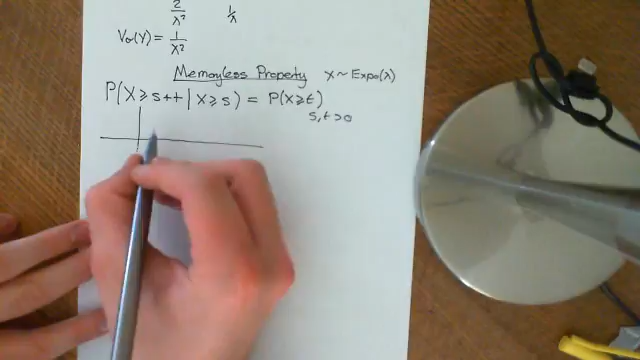 2/λ² 1/λ
Var(Y) = 1/λ²
Memoryless Property X ~ Expo(λ)
P(X ≥ s+t | X ≥ s) = P(X ≥ t)
s, t > 0